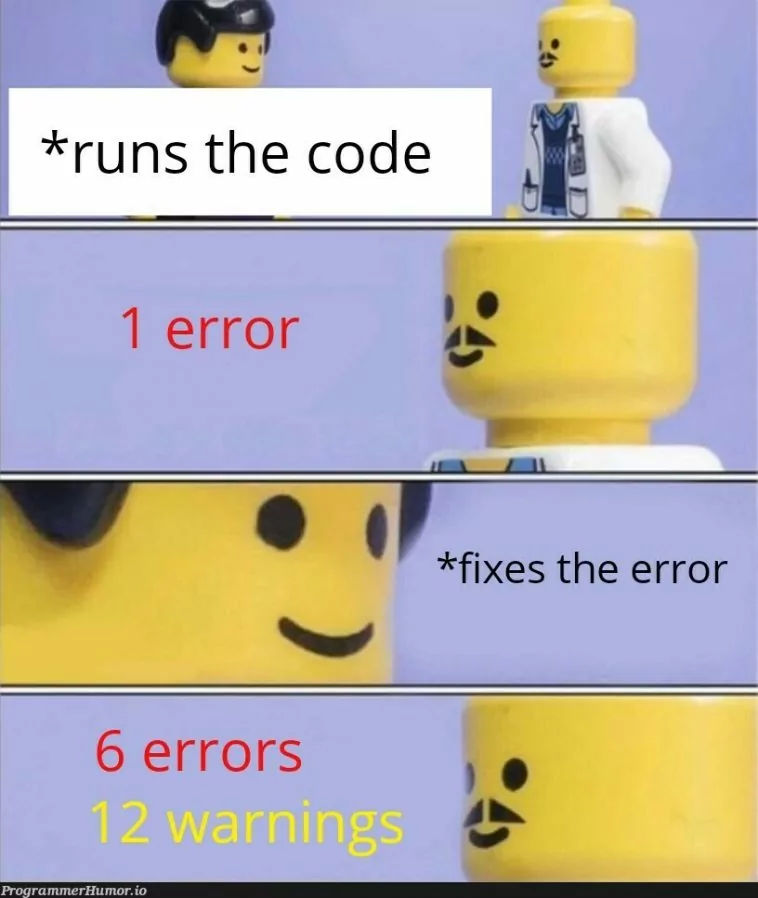 *runs the code
1 error
*fixes the error
6 errors
12 warnings
ProgrammerHumor.io